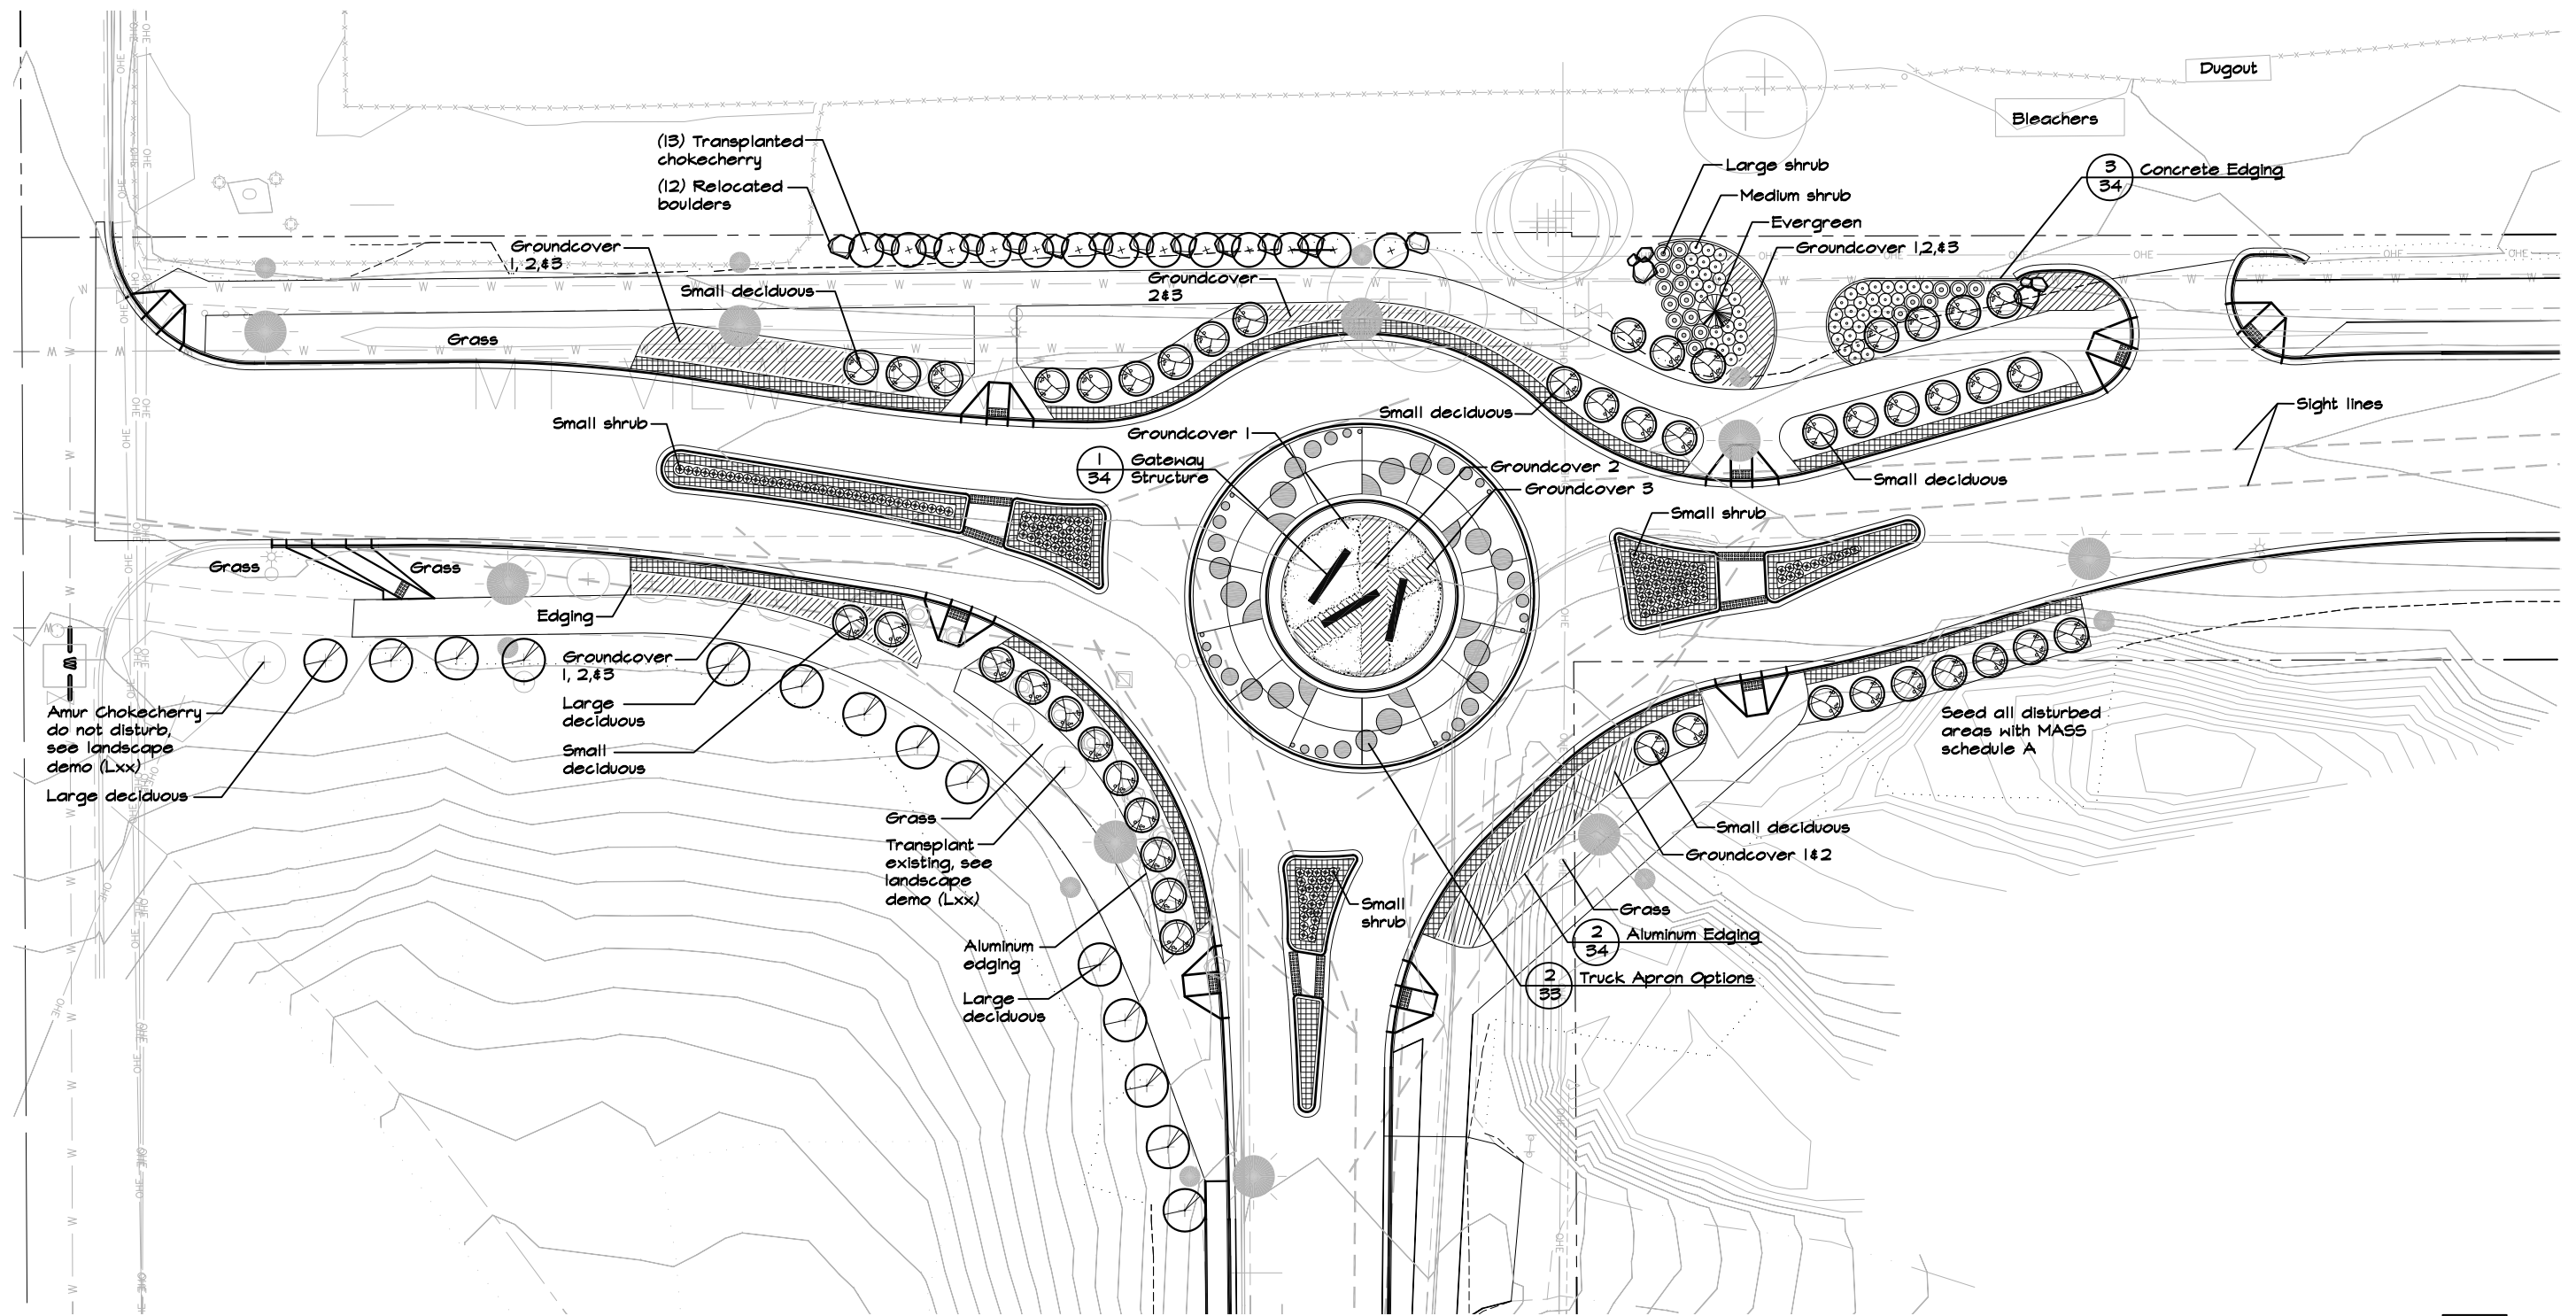 Dugout
Bleachers
(13) Transplanted
chokecherry
(12) Relocated
boulders
Large shrub
Medium shrub
Evergreen
Groundcover 1,2,&3
3
34
Concrete Edging
Groundcover
1, 2,&3
Small deciduous
Groundcover
2&3
Grass
MT VIEW
Small shrub
Small deciduous
Groundcover 1
1
34
Gateway
Structure
Groundcover 2
Groundcover 3
Small deciduous
Sight lines
Small shrub
Grass
Grass
Edging
Groundcover
1, 2,&3
Large
deciduous
Small
deciduous
Amur Chokecherry
do not disturb,
see landscape
demo (Lxx)
Large deciduous
Grass
Transplant
existing, see
landscape
demo (Lxx)
Aluminum
edging
Large
deciduous
Small
shrub
Seed all disturbed
areas with MASS
schedule A
Small deciduous
Groundcover 1&2
Grass
2
34
Aluminum Edging
2
33
Truck Apron Options
W
OHE